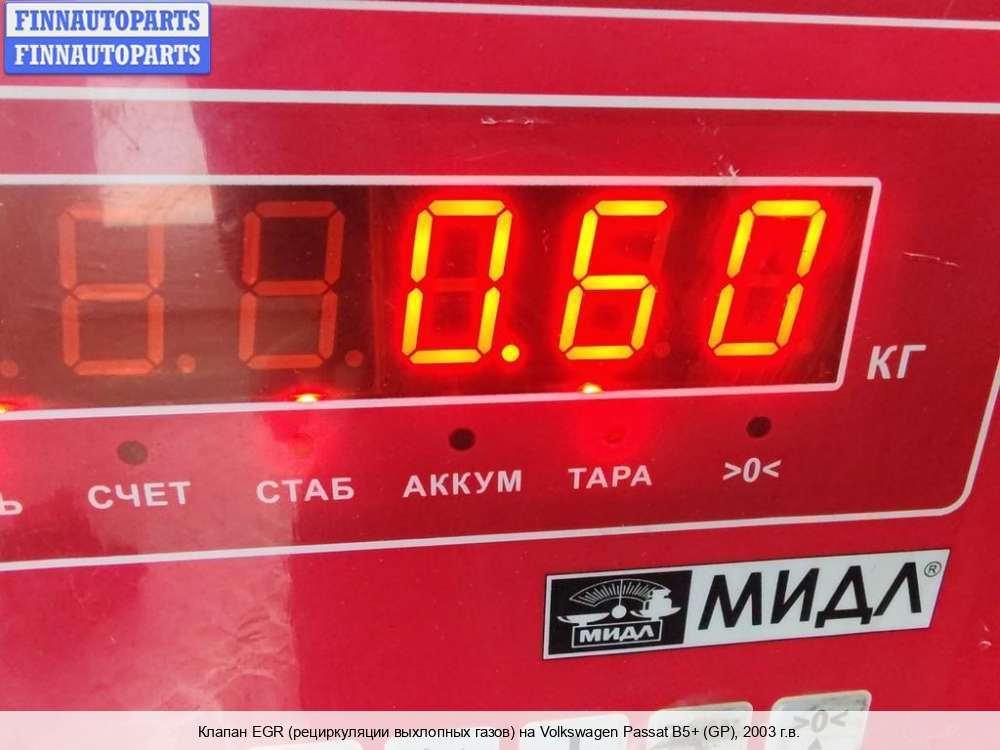 FINNAUTOPARTS
FINNAUTOPARTS
0.60
КГ
Ь СЧЕТ СТАБ АККУМ ТАРА >0<
МИДЛ МИДЛ®
>0<
Клапан EGR (рециркуляции выхлопных газов) на Volkswagen Passat B5+ (GP), 2003 г.в.